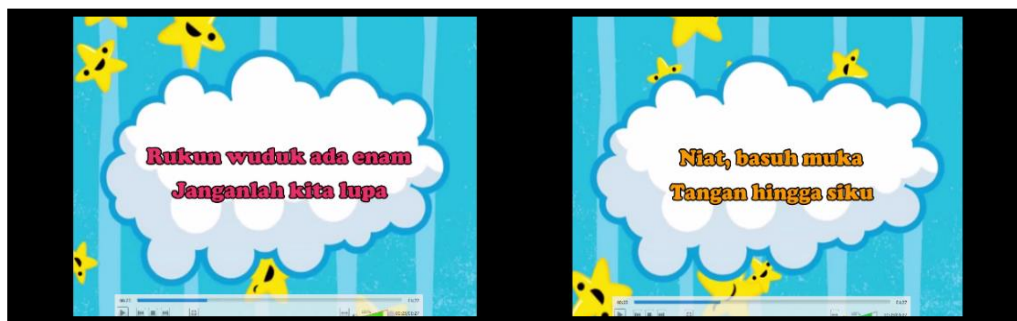 Rukun wuduk ada enam
Janganlah kita lupa
Niat, basuh muka
Tangan hingga siku